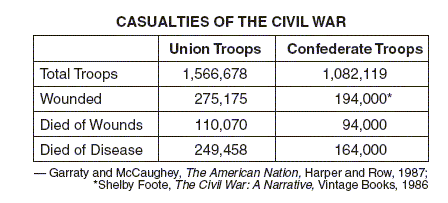 CASUALTIES OF THE CIVIL WAR
Union Troops Confederate Troops
Total Troops 1,566,678 1,082,119
Wounded 275,175 194,000*
Died of Wounds 110,070 94,000
Died of Disease 249,458 164,000
— Garraty and McCaughey, The American Nation, Harper and Row, 1987;
*Shelby Foote, The Civil War: A Narrative, Vintage Books, 1986